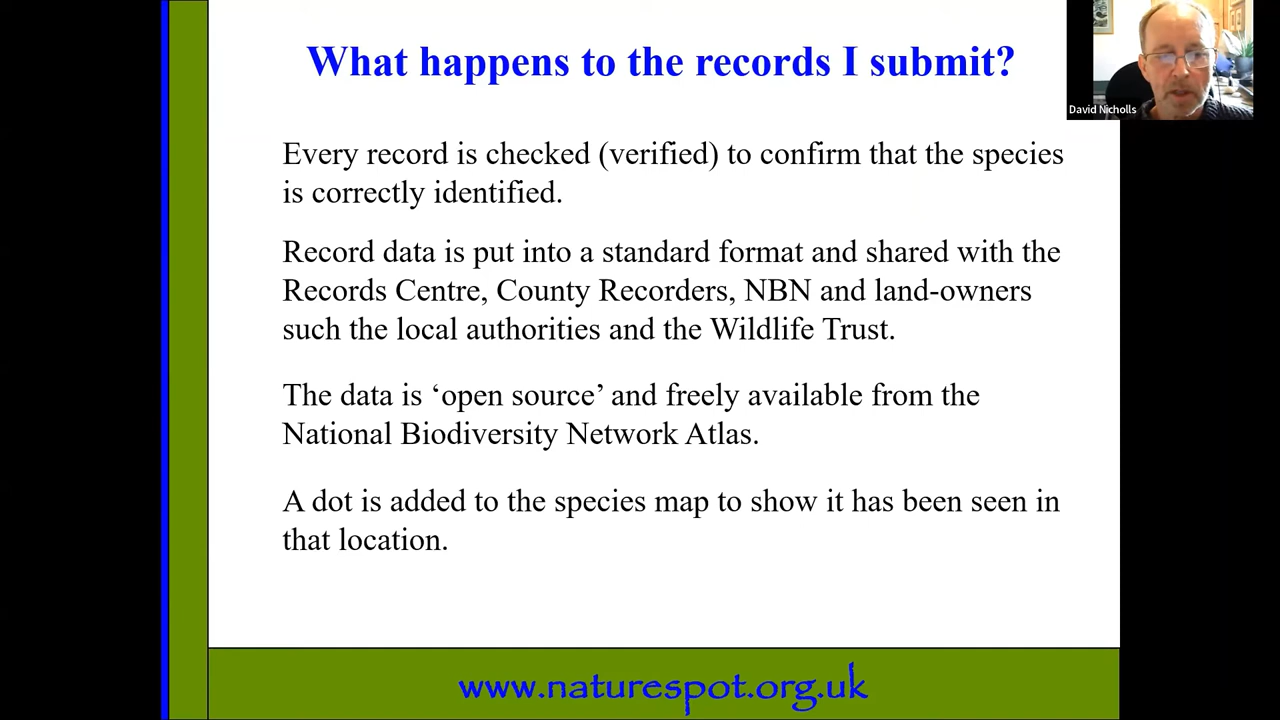 What happens to the records I submit?
David Nicholls
Every record is checked (verified) to confirm that the species
is correctly identified.
Record data is put into a standard format and shared with the
Records Centre, County Recorders, NBN and land-owners
such the local authorities and the Wildlife Trust.
The data is ‘open source’ and freely available from the
National Biodiversity Network Atlas.
A dot is added to the species map to show it has been seen in
that location.
www.naturespot.org.uk